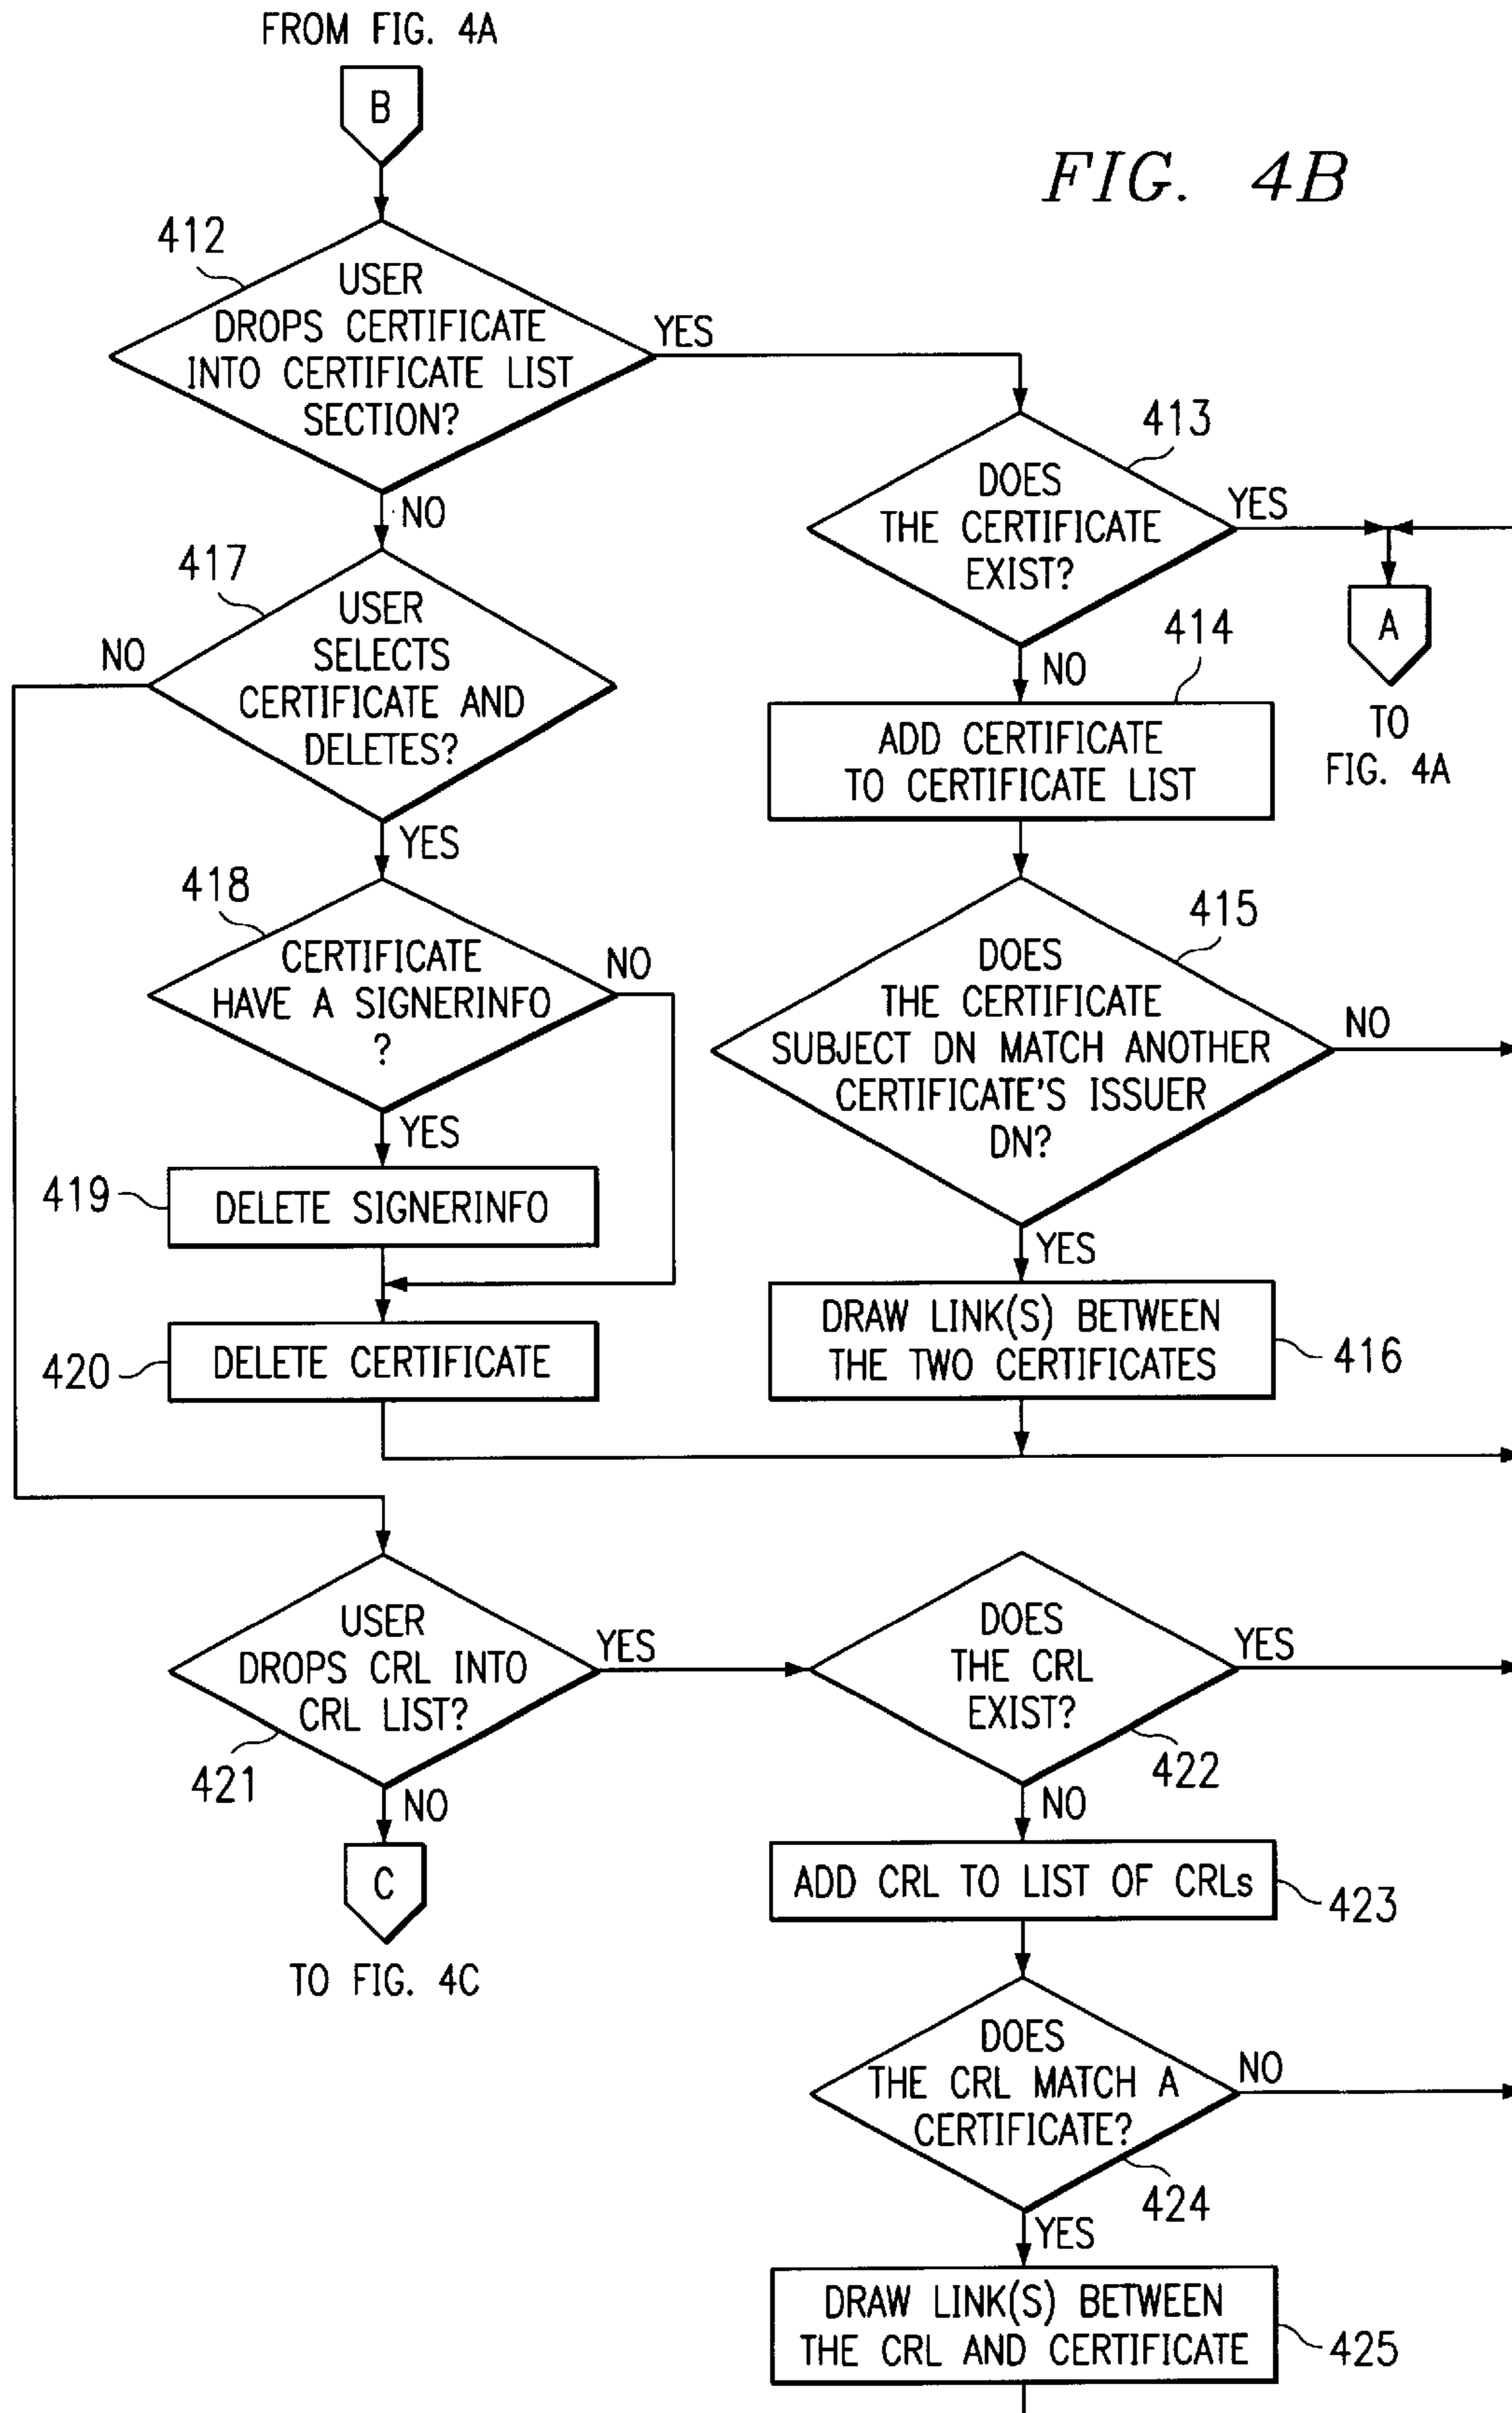 FROM FIG. 4A
B
FIG. 4B
412
USER
DROPS CERTIFICATE
INTO CERTIFICATE LIST
SECTION?
YES
NO
413
DOES
THE CERTIFICATE
EXIST?
YES
NO
A
TO
FIG. 4A
417
USER
SELECTS
CERTIFICATE AND
DELETES?
NO
YES
414
ADD CERTIFICATE
TO CERTIFICATE LIST
418
CERTIFICATE
HAVE A SIGNERINFO
?
NO
YES
415
DOES
THE CERTIFICATE
SUBJECT DN MATCH ANOTHER
CERTIFICATE'S ISSUER
DN?
NO
YES
419
DELETE SIGNERINFO
420
DELETE CERTIFICATE
DRAW LINK(S) BETWEEN
THE TWO CERTIFICATES
416
USER
DROPS CRL INTO
CRL LIST?
YES
421
NO
C
TO FIG. 4C
DOES
THE CRL
EXIST?
YES
422
NO
ADD CRL TO LIST OF CRLs
423
DOES
THE CRL MATCH A
CERTIFICATE?
NO
424
YES
DRAW LINK(S) BETWEEN
THE CRL AND CERTIFICATE
425